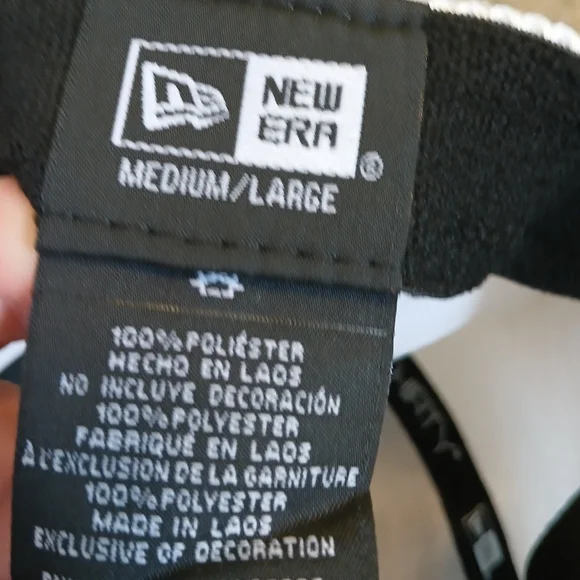 NEW
ERA
®
MEDIUM/LARGE
100% POLIÉSTER
HECHO EN LAOS
NO INCLUYE DECORACIÓN
100% POLYESTER
FABRIQUÉ EN LAOS
À L'EXCLUSION DE LA GARNITURE
100% POLYESTER
MADE IN LAOS
EXCLUSIVE OF DECORATION